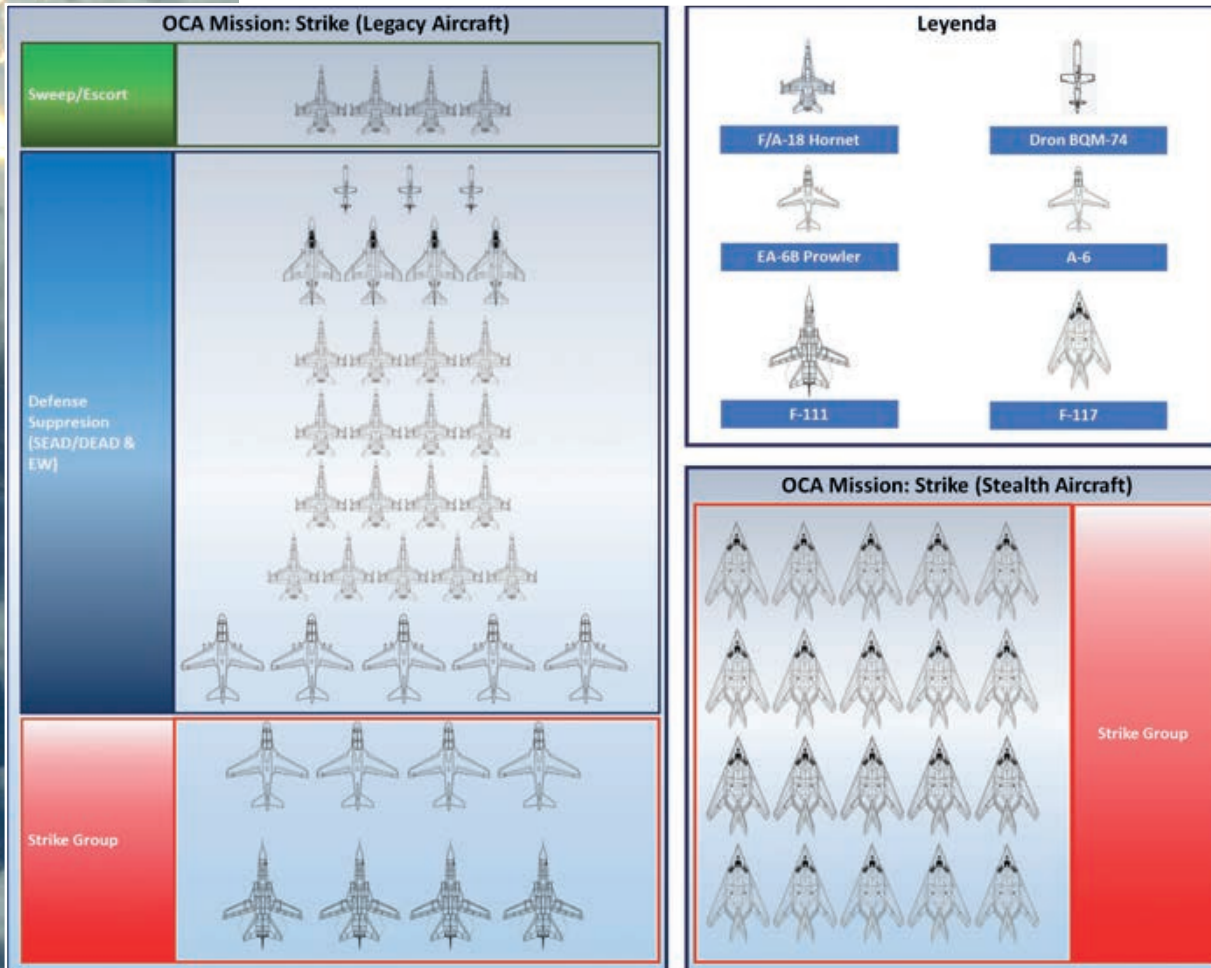 OCA Mission: Strike (Legacy Aircraft)
Sweep/Escort
Defense
Suppresion
(SEAD/DEAD &
EW)
Strike Group
Leyenda
F/A-18 Hornet
Dron BQM-74
EA-6B Prowler
A-6
F-111
F-117
OCA Mission: Strike (Stealth Aircraft)
Strike Group